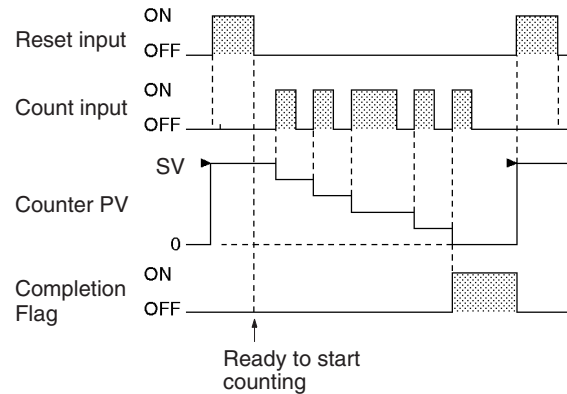 ON
Reset input
OFF
ON
Count input
OFF
SV
Counter PV
0
ON
Completion
Flag
OFF
Ready to start
counting